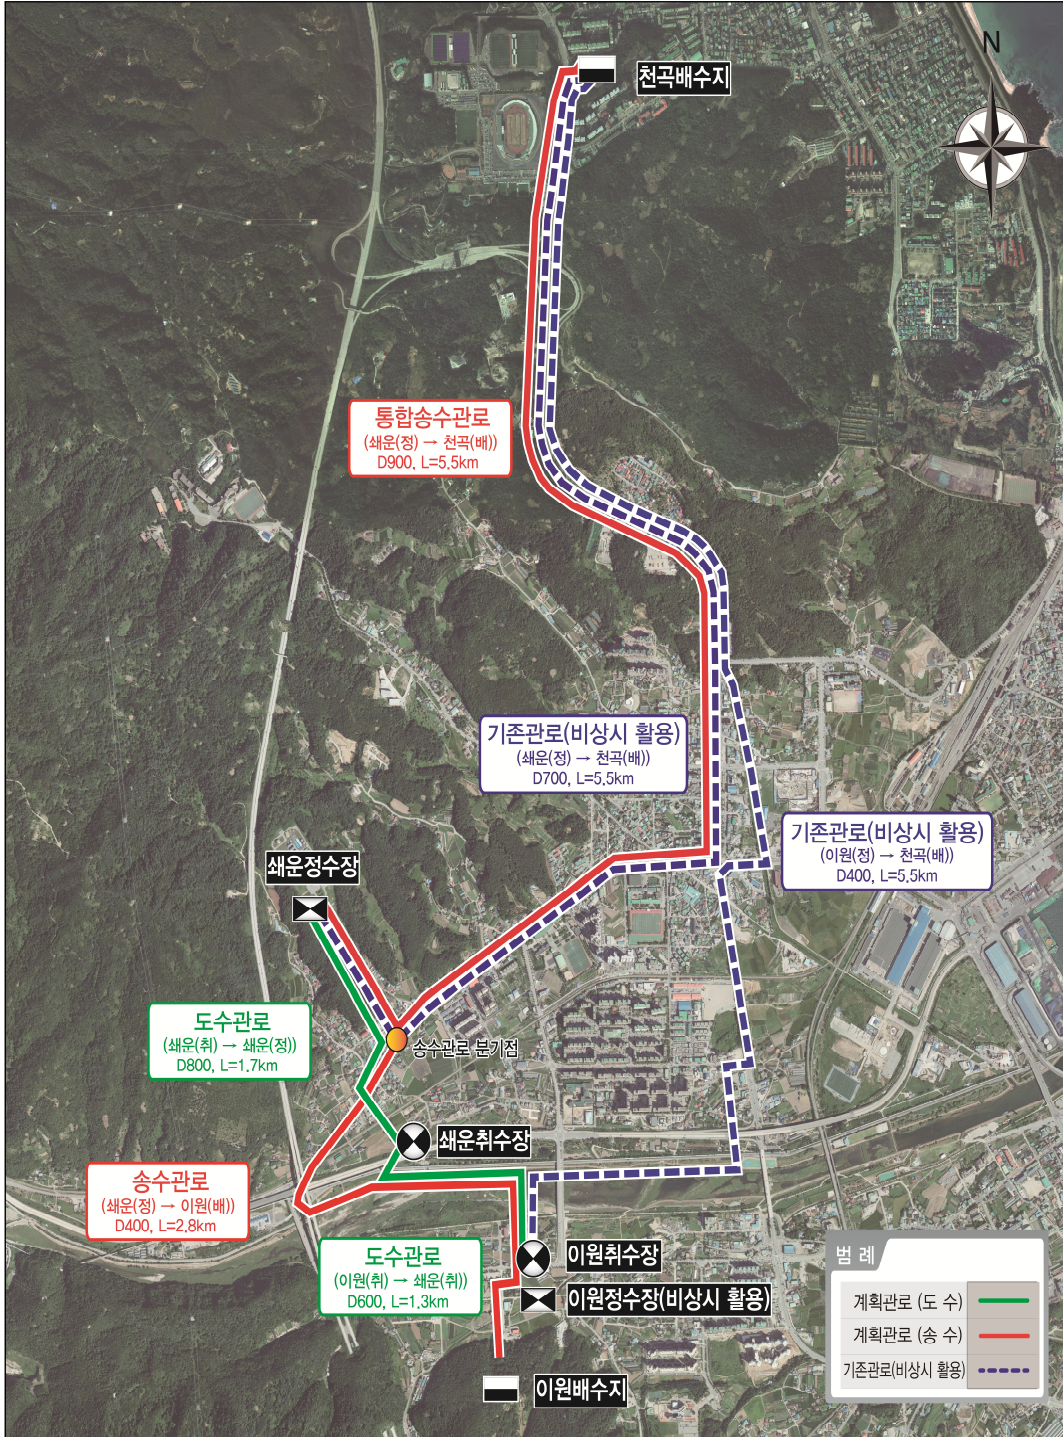 N
천곡배수지
통합송수관로
(쇄운(정) → 천곡(배))
D900, L=5.5km
기존관로(비상시 활용)
(쇄운(정) → 천곡(배))
D700, L=5.5km
기존관로(비상시 활용)
(이원(정) → 천곡(배))
D400, L=5.5km
쇄운정수장
도수관로
(쇄운(취) → 쇄운(정))
D800, L=1.7km
송수관로 분기점
쇄운취수장
송수관로
(쇄운(정) → 이원(배))
D400, L=2.8km
도수관로
(이원(취) → 쇄운(취))
D600, L=1.3km
이원취수장
이원정수장(비상시 활용)
이원배수지
범 례
계획관로 (도 수)
계획관로 (송 수)
기존관로(비상시 활용)